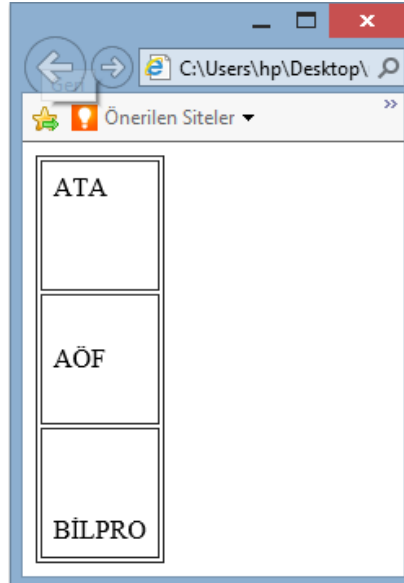 C:\Users\hp\Desktop\
Geri
Önerilen Siteler
ATA
AÖF
BİLPRO